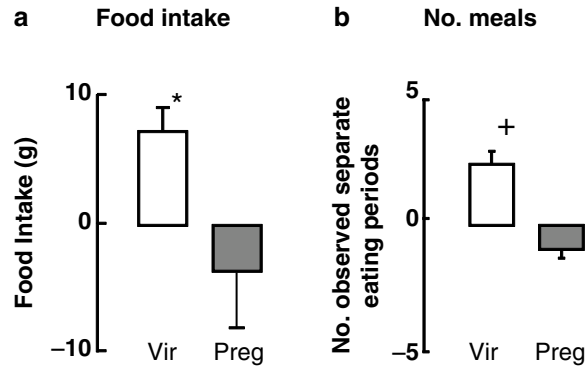 a Food intake
Food Intake (g)
10
0
–10
*
Vir Preg
b No. meals
No. observed separate
eating periods
5
0
–5
+
Vir Preg